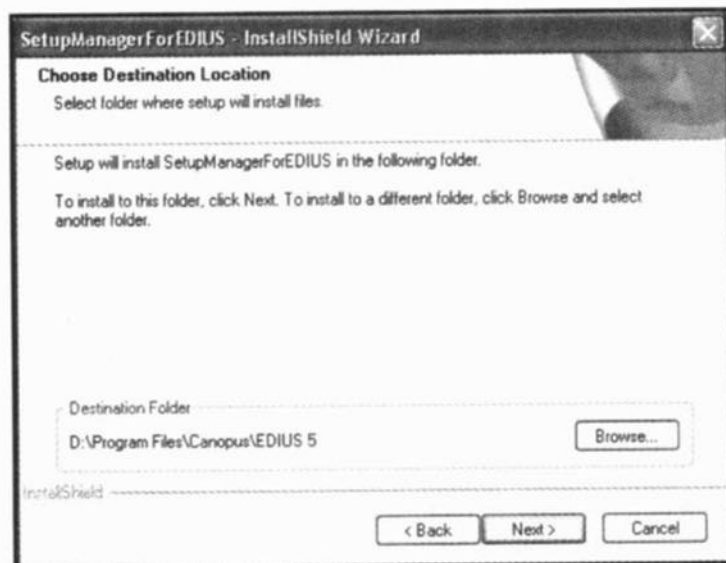 SetupManagerForEDIUS - InstallShield Wizard
Choose Destination Location
Select folder where setup will install files.
Setup will install SetupManagerForEDIUS in the following folder.
To install to this folder, click Next. To install to a different folder, click Browse and select
another folder.
Destination Folder
D:\Program Files\Canopus\EDIUS 5
Browse...
InstallShield
< Back
Next >
Cancel